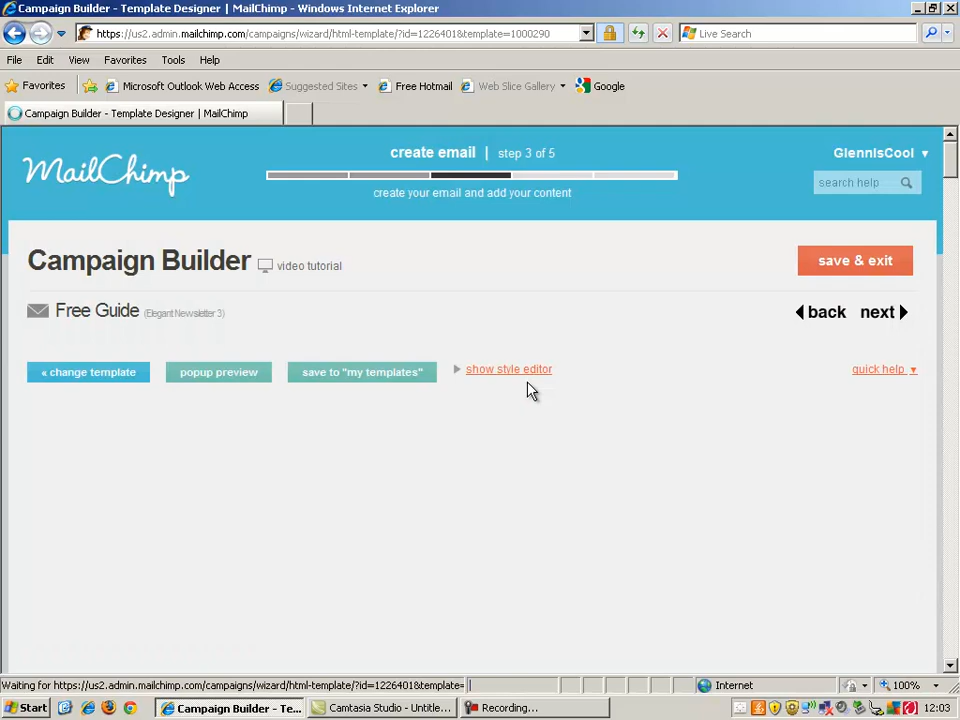 Campaign Builder - Template Designer | MailChimp - Windows Internet Explorer
https://us2.admin.mailchimp.com/campaigns/wizard/html-template/?id=1226401&template=1000290
Live Search
File Edit View Favorites Tools Help
Favorites Microsoft Outlook Web Access Suggested Sites Free Hotmail Web Slice Gallery Google
Campaign Builder - Template Designer | MailChimp
MailChimp
create email | step 3 of 5
create your email and add your content
GlennIsCool
search help
Campaign Builder video tutorial
save & exit
Free Guide (Elegant Newsletter 3)
back next
« change template popup preview save to "my templates" show style editor quick help
Waiting for https://us2.admin.mailchimp.com/campaigns/wizard/html-template/?id=1226401&template= Internet 100%
Start Campaign Builder - Te... Camtasia Studio - Untitle... Recording... 12:03